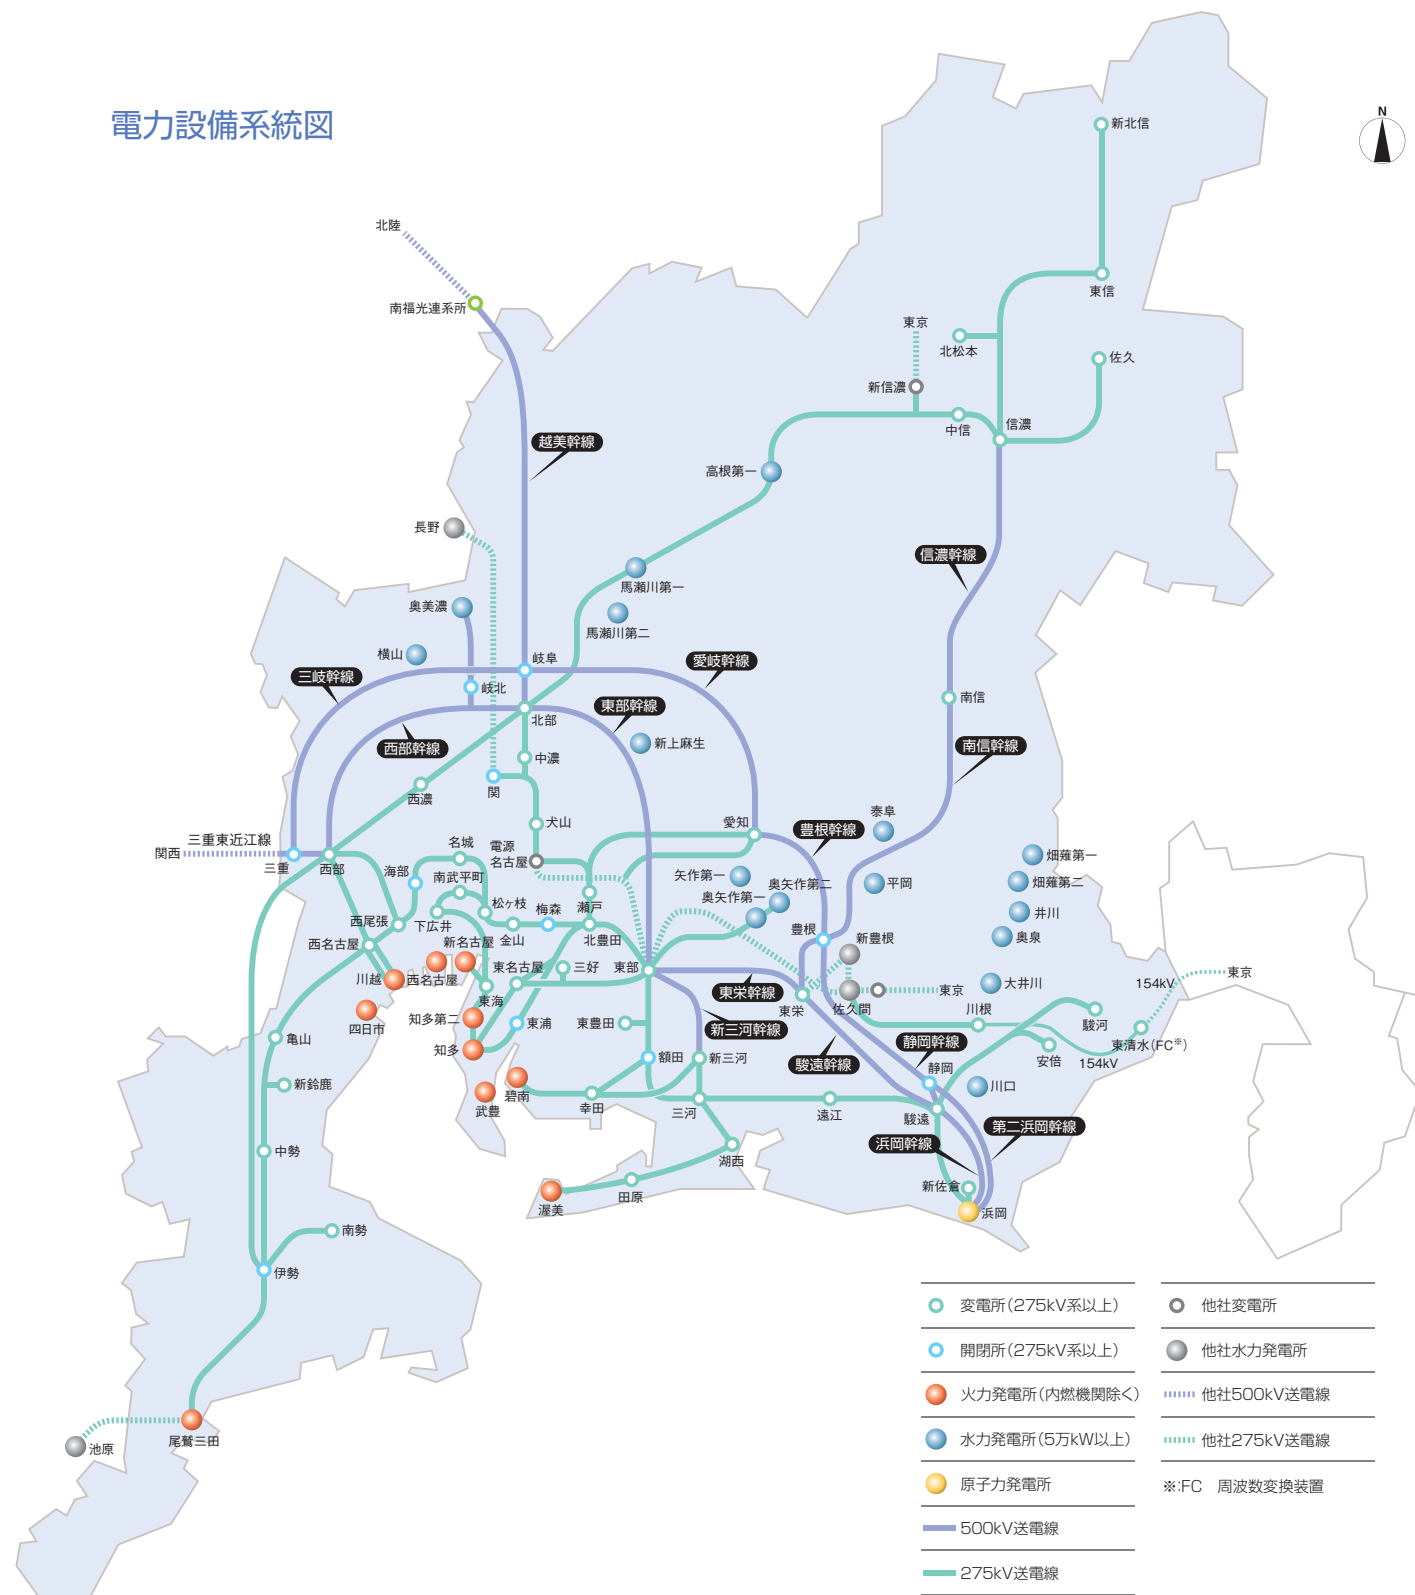 電力設備系統図
N
新北信
北陸
南福光連系所
東信
東京
北松本
佐久
新信濃
中信
信濃
越美幹線
高根第一
長野
信濃幹線
馬瀬川第一
奥美濃
馬瀬川第二
横山
岐阜
愛岐幹線
三岐幹線
岐北
南信
東部幹線
北部
新上麻生
西部幹線
南信幹線
中濃
関
西濃
泰阜
犬山
愛知
豊根幹線
三重東近江線
関西
三重
西部
名城
電源
名古屋
海部
南武平町
矢作第一
奥矢作第二
奥矢作第一
平岡
畑薙第一
畑薙第二
井川
奥泉
西尾張
下広井
松ヶ枝
梅森
瀬戸
金山
北豊田
豊根
新豊根
西名古屋
新名古屋
川越
西名古屋
東名古屋
三好
東部
東栄幹線
東栄
佐久間
東京
大井川
154kV
東京
四日市
東海
知多第二
東浦
東豊田
新三河幹線
川根
駿河
東清水(FC※)
亀山
知多
額田
新三河
駿遠幹線
静岡幹線
静岡
安倍
154kV
新鈴鹿
武豊
碧南
幸田
三河
遠江
駿遠
川口
第二浜岡幹線
浜岡幹線
中勢
湖西
新佐倉
浜岡
渥美
田原
南勢
伊勢
尾鷲三田
池原
変電所(275kV系以上)
開閉所(275kV系以上)
火力発電所(内燃機関除く)
水力発電所(5万kW以上)
原子力発電所
500kV送電線
275kV送電線
他社変電所
他社水力発電所
他社500kV送電線
他社275kV送電線
※:FC 周波数変換装置